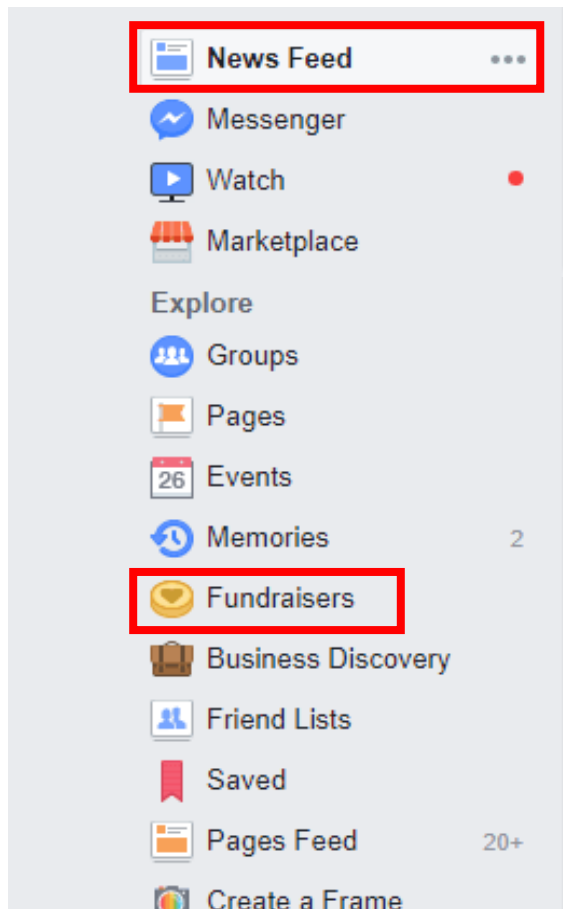 News Feed
Messenger
Watch
Marketplace
Explore
Groups
Pages
26 Events
Memories 2
Fundraisers
Business Discovery
Friend Lists
Saved
Pages Feed 20+
Create a Frame